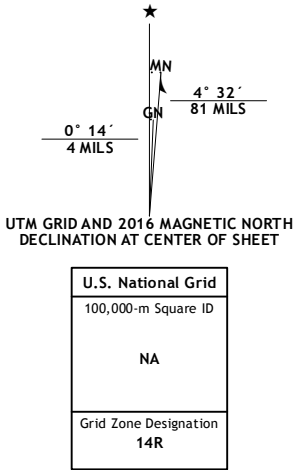 MN
4° 32´
81 MILS
GN
0° 14´
4 MILS
UTM GRID AND 2016 MAGNETIC NORTH
DECLINATION AT CENTER OF SHEET
U.S. National Grid
100,000-m Square ID
NA
Grid Zone Designation
14R